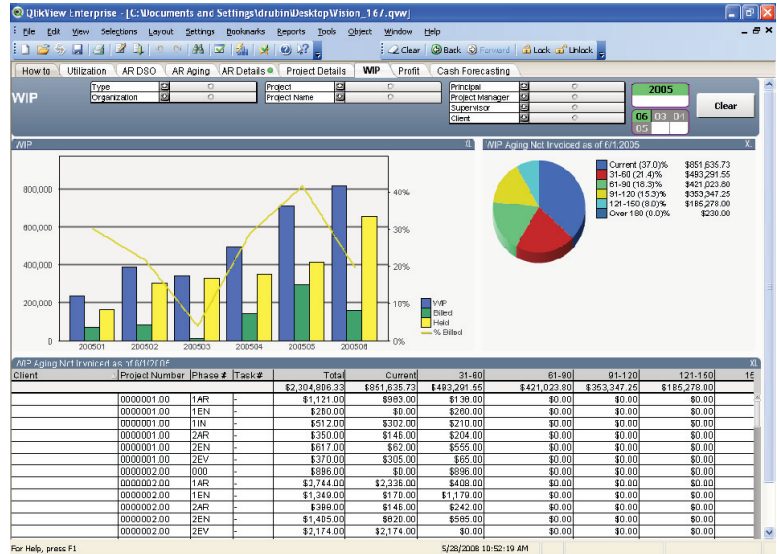 QlikView Enterprise - [C:\Documents and Settings\drubin\Desktop\Vision_167.qvw]
File Edit View Selections Layout Settings Bookmarks Reports Tools Object Window Help
Clear Back Forward Lock Unlock
How to Utilization AR DSO AR Aging AR Details Project Details WIP Profit Cash Forecasting
WIP
Type Project Principal 2005
Organization Project Name Project Manager Clear
Supervisor 06 03 04
Client 05
WIP XL WIP Aging Not Invoiced as of 6/1/2005 XL
Current (37.0)% $851,635.73
31-60 (21.4)% $493,291.55
61-90 (18.3)% $421,023.80
91-120 (15.3)% $353,347.25
121-150 (8.0)% $185,278.00
Over 180 (0.0)% $230.00
800,000 40%
600,000 30%
400,000 20%
200,000 10%
0 0%
WIP
Billed
Held
% Billed
200501 200502 200503 200504 200505 200506
WIP Aging Not Invoiced as of 6/1/2005 XL
Client Project Number Phase # Task # Total Current 31-60 61-90 91-120 121-150 15
$2,304,806.33 $851,635.73 $493,291.55 $421,023.80 $353,347.25 $185,278.00
0000001.00 1AR - $1,121.00 $983.00 $138.00 $0.00 $0.00 $0.00
0000001.00 1EN - $260.00 $0.00 $260.00 $0.00 $0.00 $0.00
0000001.00 1IN - $512.00 $302.00 $210.00 $0.00 $0.00 $0.00
0000001.00 2AR - $350.00 $146.00 $204.00 $0.00 $0.00 $0.00
0000001.00 2EN - $617.00 $62.00 $555.00 $0.00 $0.00 $0.00
0000001.00 2EV - $370.00 $305.00 $65.00 $0.00 $0.00 $0.00
0000002.00 000 - $896.00 $0.00 $896.00 $0.00 $0.00 $0.00
0000002.00 1AR - $2,744.00 $2,336.00 $408.00 $0.00 $0.00 $0.00
0000002.00 1EN - $1,349.00 $170.00 $1,179.00 $0.00 $0.00 $0.00
0000002.00 2AR - $388.00 $146.00 $242.00 $0.00 $0.00 $0.00
0000002.00 2EN - $1,405.00 $820.00 $585.00 $0.00 $0.00 $0.00
0000002.00 2EV - $2,174.00 $2,174.00 $0.00 $0.00 $0.00 $0.00
For Help, press F1 5/28/2008 10:52:19 AM